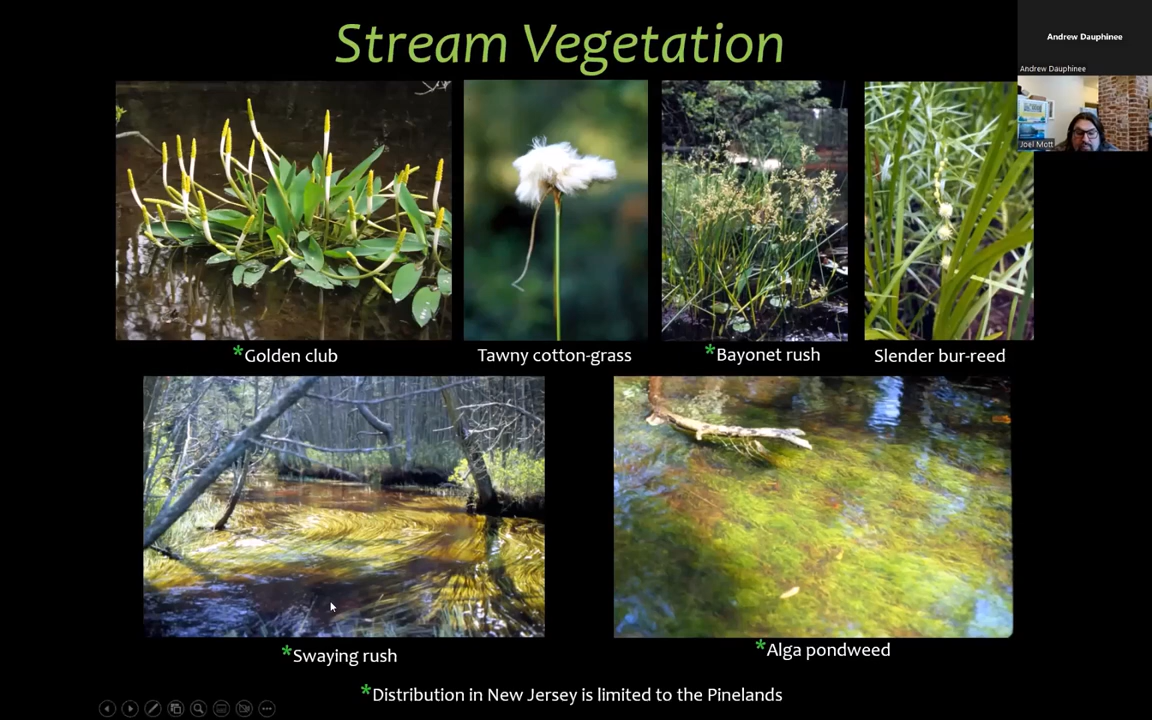 Stream Vegetation
Andrew Dauphinee
Andrew Dauphinee
Joel Mott
*Golden club
Tawny cotton-grass
*Bayonet rush
Slender bur-reed
*Swaying rush
*Alga pondweed
*Distribution in New Jersey is limited to the Pinelands